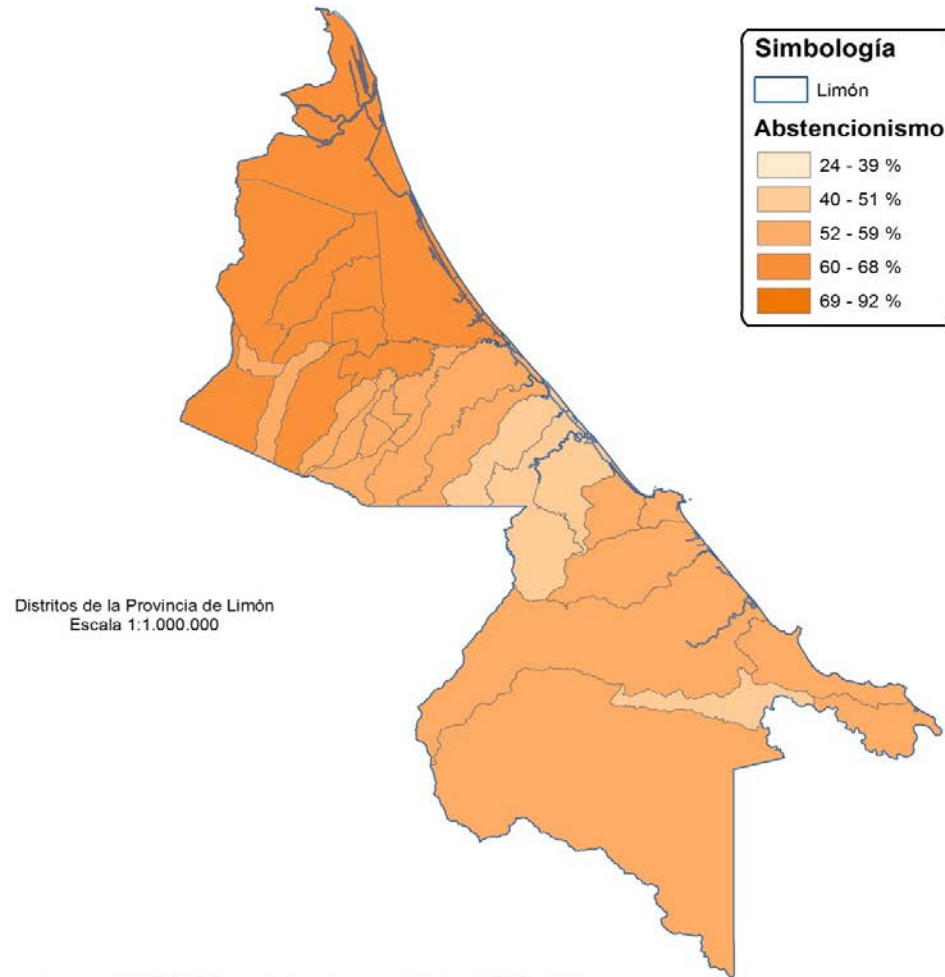 Simbología
Limón
Abstencionismo
24 - 39 %
40 - 51 %
52 - 59 %
60 - 68 %
69 - 92 %
Distritos de la Provincia de Limón
Escala 1:1.000.000